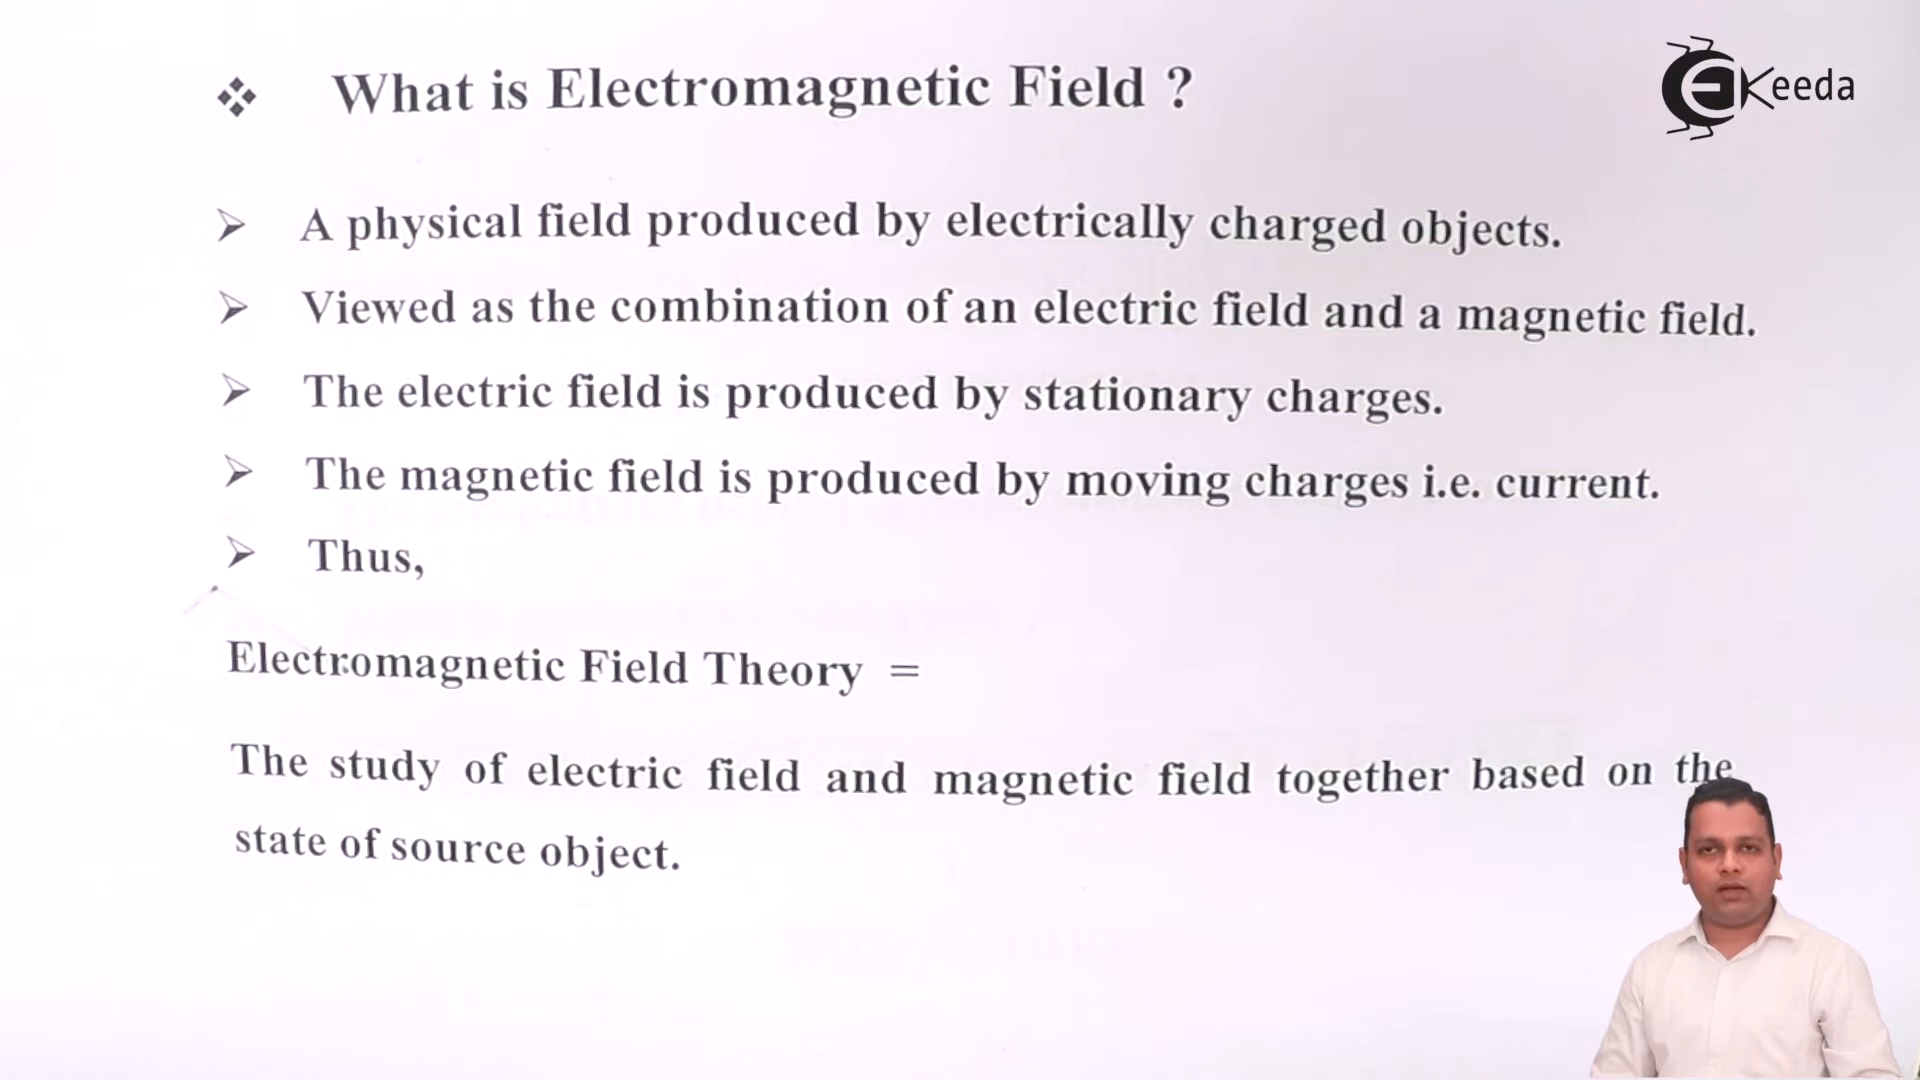 What is Electromagnetic Field ?
EKeeda
A physical field produced by electrically charged objects.
Viewed as the combination of an electric field and a magnetic field.
The electric field is produced by stationary charges.
The magnetic field is produced by moving charges i.e. current.
Thus,
Electromagnetic Field Theory =
The study of electric field and magnetic field together based on the
state of source object.